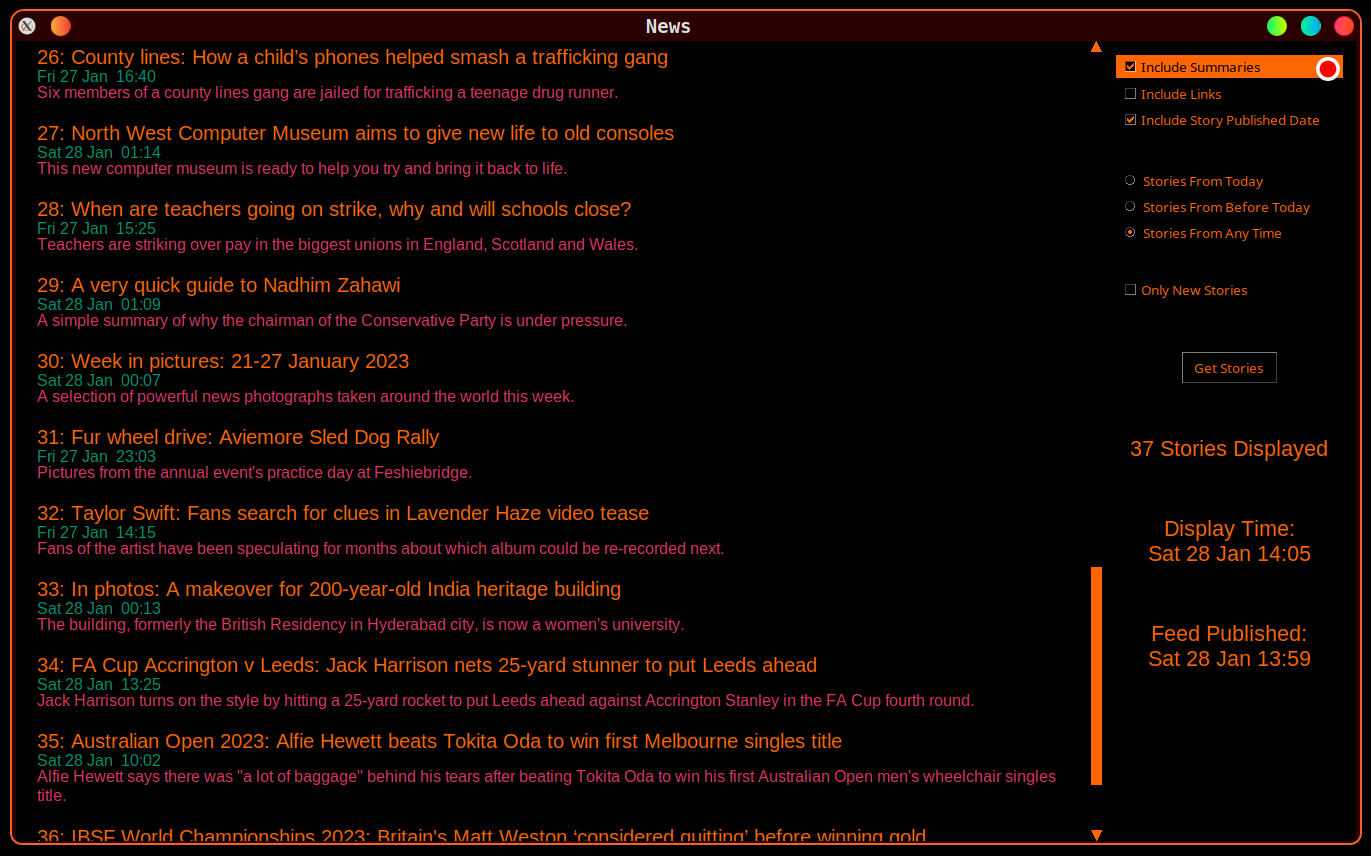 News
26: County lines: How a child’s phones helped smash a trafficking gang
Fri 27 Jan  16:40
Six members of a county lines gang are jailed for trafficking a teenage drug runner.
27: North West Computer Museum aims to give new life to old consoles
Sat 28 Jan  01:14
This new computer museum is ready to help you try and bring it back to life.
28: When are teachers going on strike, why and will schools close?
Fri 27 Jan  15:25
Teachers are striking over pay in the biggest unions in England, Scotland and Wales.
29: A very quick guide to Nadhim Zahawi
Sat 28 Jan  01:09
A simple summary of why the chairman of the Conservative Party is under pressure.
30: Week in pictures: 21-27 January 2023
Sat 28 Jan  00:07
A selection of powerful news photographs taken around the world this week.
31: Fur wheel drive: Aviemore Sled Dog Rally
Fri 27 Jan  23:03
Pictures from the annual event's practice day at Feshiebridge.
32: Taylor Swift: Fans search for clues in Lavender Haze video tease
Fri 27 Jan  14:15
Fans of the artist have been speculating for months about which album could be re-recorded next.
33: In photos: A makeover for 200-year-old India heritage building
Sat 28 Jan  00:13
The building, formerly the British Residency in Hyderabad city, is now a women's university.
34: FA Cup Accrington v Leeds: Jack Harrison nets 25-yard stunner to put Leeds ahead
Sat 28 Jan  13:25
Jack Harrison turns on the style by hitting a 25-yard rocket to put Leeds ahead against Accrington Stanley in the FA Cup fourth round.
35: Australian Open 2023: Alfie Hewett beats Tokita Oda to win first Melbourne singles title
Sat 28 Jan  10:02
Alfie Hewett says there was "a lot of baggage" behind his tears after beating Tokita Oda to win his first Australian Open men's wheelchair singles
title.
36: IBSF World Championships 2023: Britain's Matt Weston ‘considered quitting’ before winning gold
Include Summaries
Include Links
Include Story Published Date
Stories From Today
Stories From Before Today
Stories From Any Time
Only New Stories
Get Stories
37 Stories Displayed
Display Time:
Sat 28 Jan 14:05
Feed Published:
Sat 28 Jan 13:59